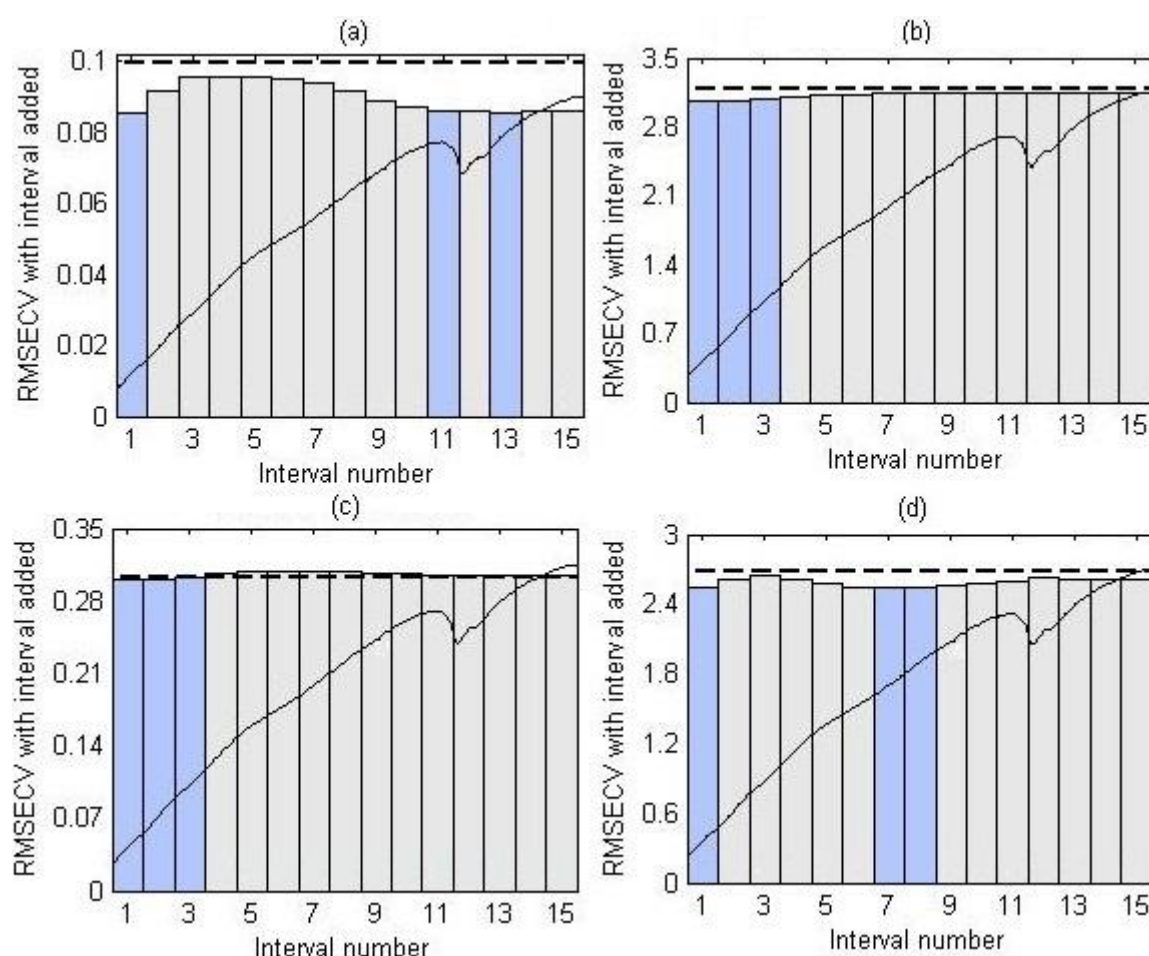 (a)
RMSECV with interval added
0.1
0.08
0.06
0.04
0.02
0
1 3 5 7 9 11 13 15
Interval number
(b)
RMSECV with interval added
3.5
2.8
2.1
1.4
0.7
0
1 3 5 7 9 11 13 15
Interval number
(c)
RMSECV with interval added
0.35
0.28
0.21
0.14
0.07
0
1 3 5 7 9 11 13 15
Interval number
(d)
RMSECV with interval added
3
2.4
1.8
1.2
0.6
0
1 3 5 7 9 11 13 15
Interval number